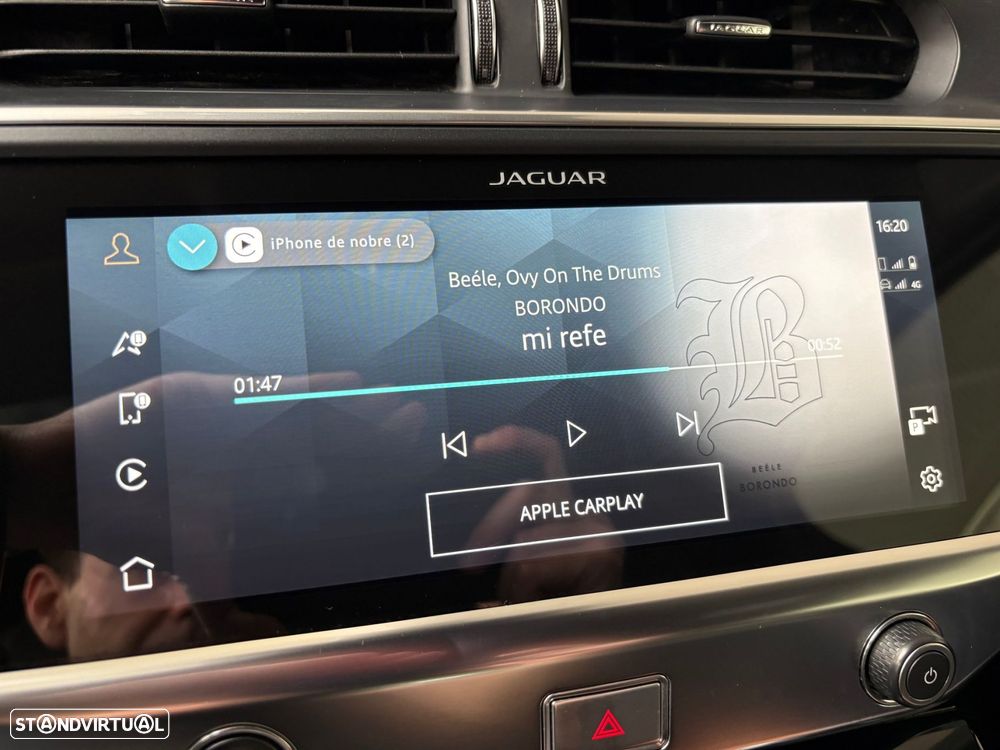 JAGUAR
JAGUAR
iPhone de nobre (2)
16:20
4G
Beéle, Ovy On The Drums
BORONDO
mi refe
01:47
00:52
P
BEÉLE
BORONDO
APPLE CARPLAY
STANDVIRTUAL